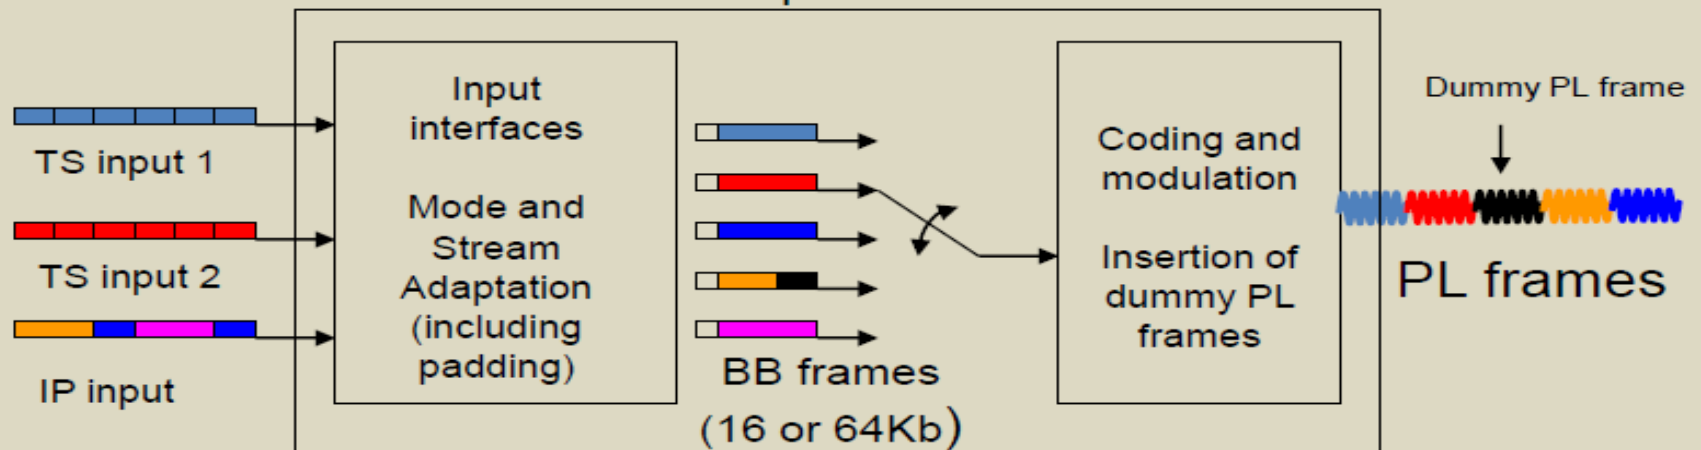 TS input 1
TS input 2
IP input
Input
interfaces
Mode and
Stream
Adaptation
(including
padding)
BB frames
(16 or 64Kb)
Coding and
modulation
Insertion of
dummy PL
frames
Dummy PL frame
PL frames